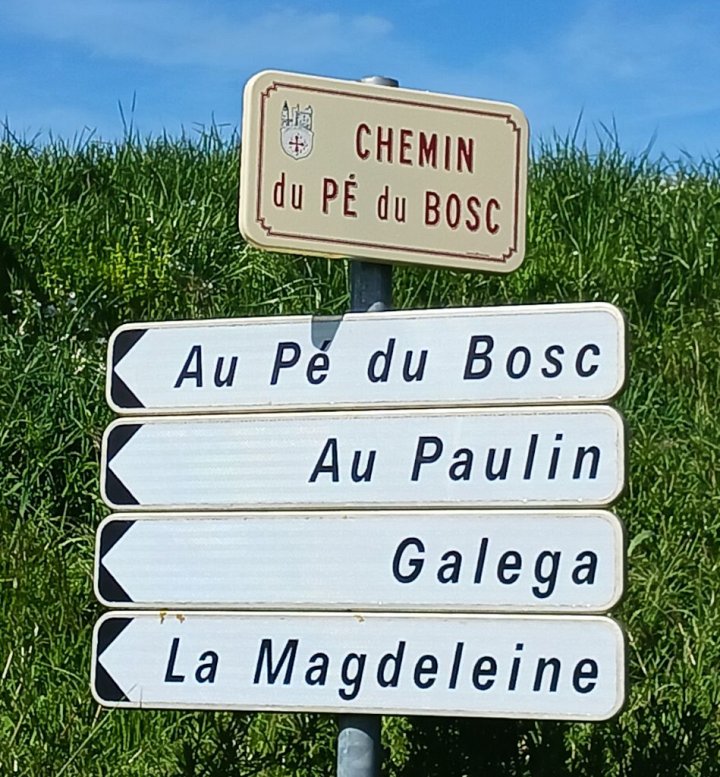 CHEMIN
du PÉ du BOSC
Au Pé du Bosc
Au Paulin
Galega
La Magdeleine